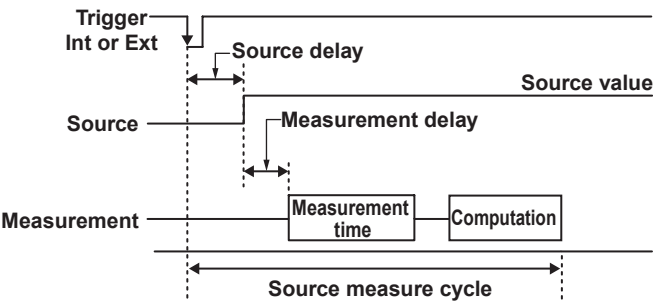 Trigger
Int or Ext
Source delay
Source value
Source
Measurement delay
Measurement
Measurement
time
Computation
Source measure cycle